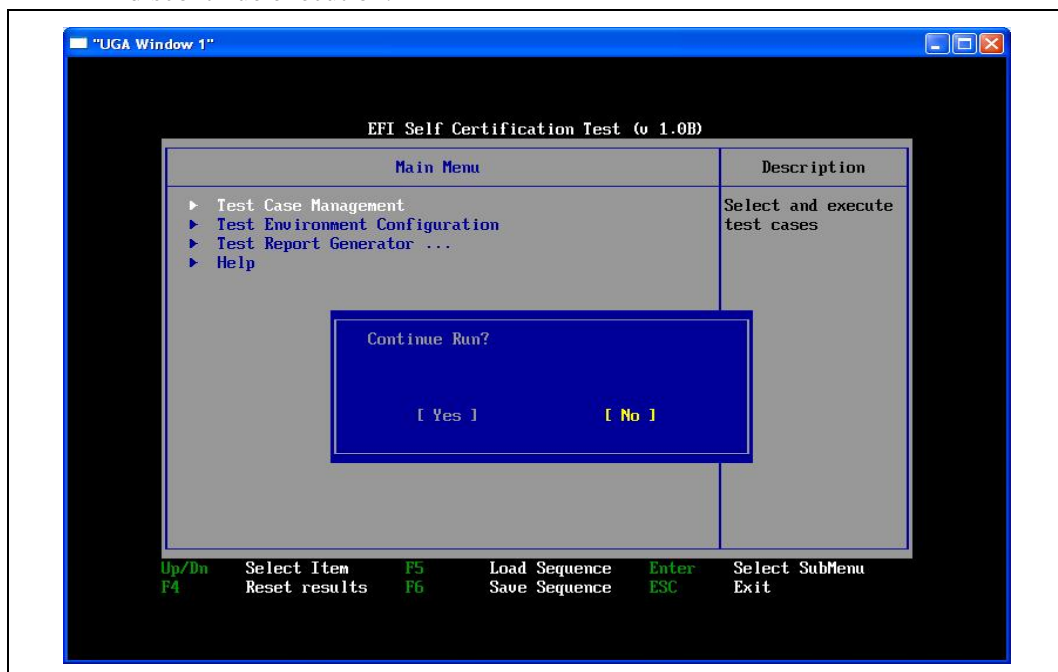 "UGA Window 1"
EFI Self Certification Test (v 1.0B)
Main Menu
Description
Test Case Management
Test Environment Configuration
Test Report Generator ...
Help
Select and execute
test cases
Continue Run?
[ Yes ] [ No ]
Up/Dn Select Item F5 Load Sequence Enter Select SubMenu
F4 Reset results F6 Save Sequence ESC Exit